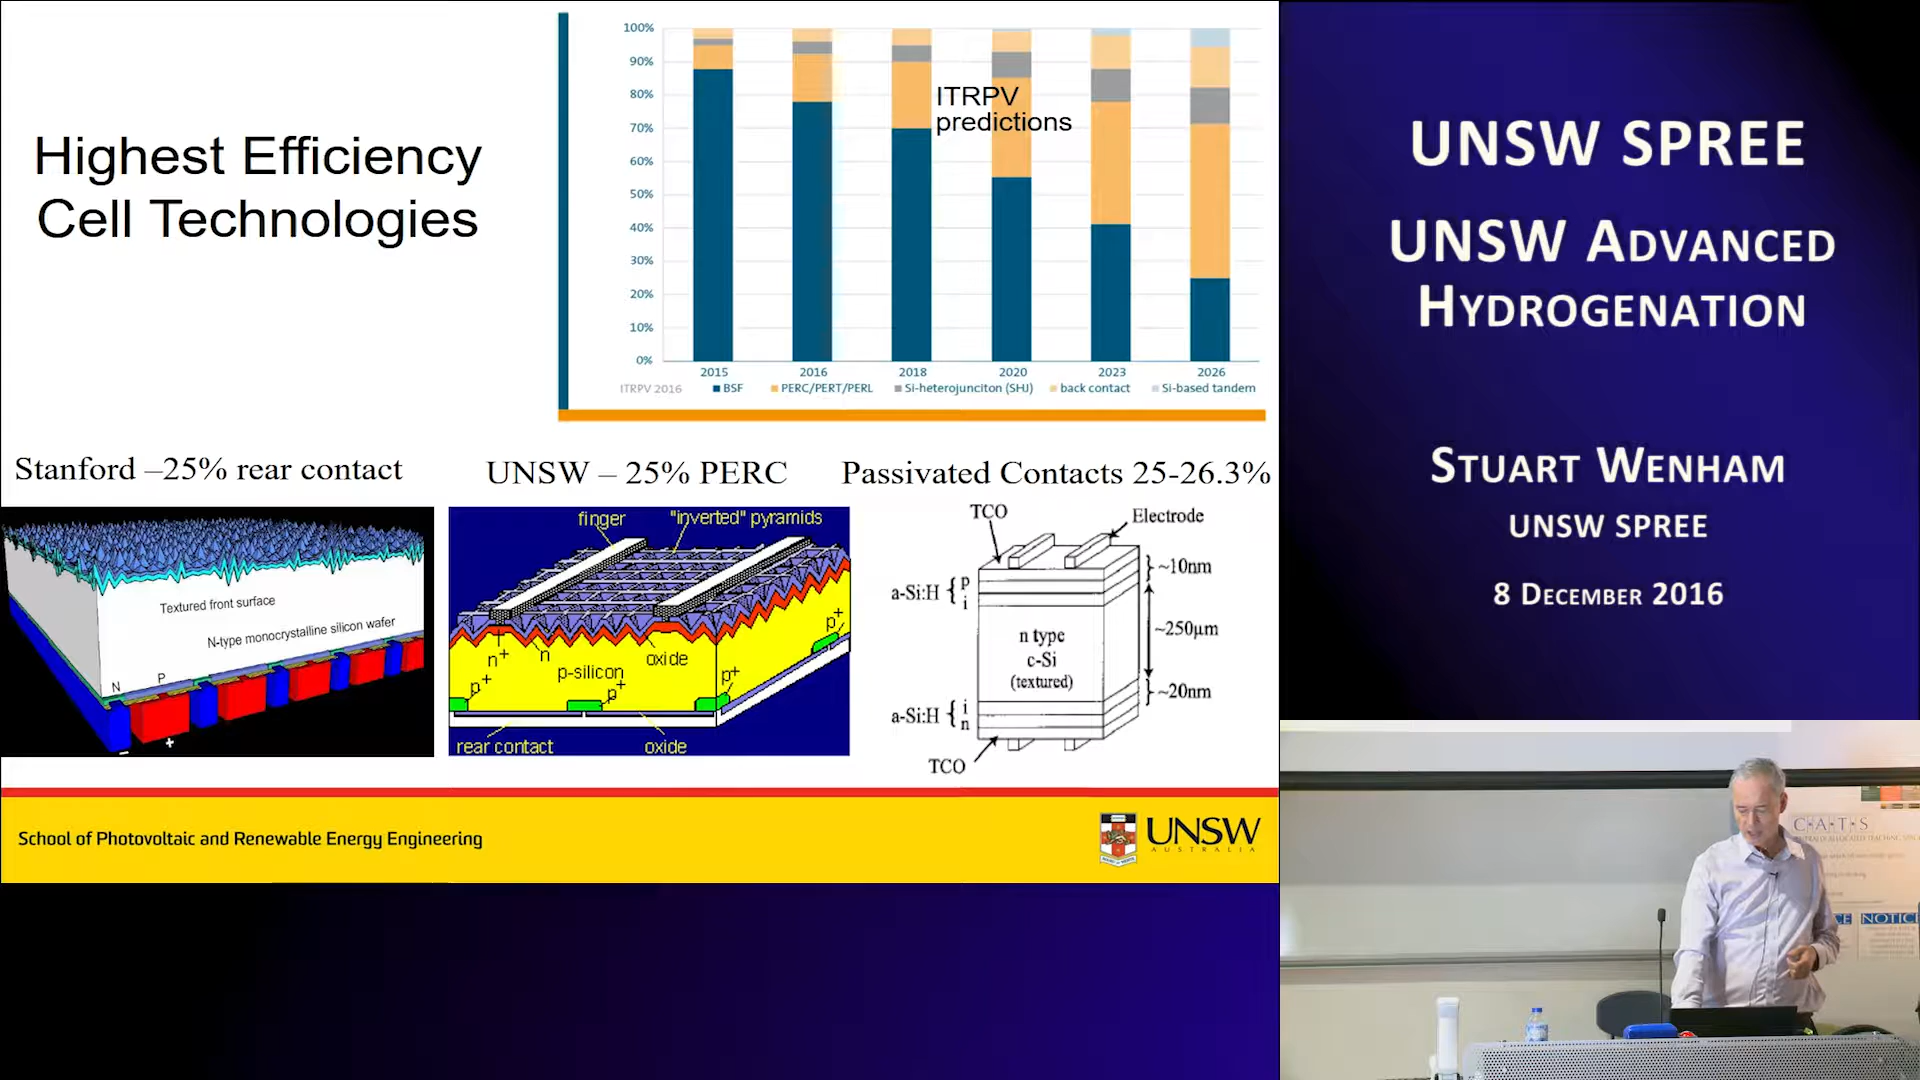 Highest Efficiency
Cell Technologies
100%
90%
80%
70%
60%
50%
40%
30%
20%
10%
0%
ITRPV
predictions
2015 2016 2018 2020 2023 2026
ITRPV 2016 BSF PERC/PERT/PERL Si-heterojunciton (SHJ) back contact Si-based tandem
Stanford –25% rear contact
UNSW – 25% PERC
Passivated Contacts 25-26.3%
Textured front surface
N-type monocrystalline silicon wafer
N P
– +
finger "inverted" pyramids
p+
n+ n oxide
p-silicon
p+ p+ p+
rear contact oxide
TCO Electrode
~10nm
a-Si:H { p
i
n type
c-Si
(textured)
~250µm
~20nm
a-Si:H { i
n
TCO
School of Photovoltaic and Renewable Energy Engineering
UNSW
AUSTRALIA
UNSW SPREE
UNSW ADVANCED
HYDROGENATION
STUART WENHAM
UNSW SPREE
8 DECEMBER 2016
C·A·T·S
NOTIC